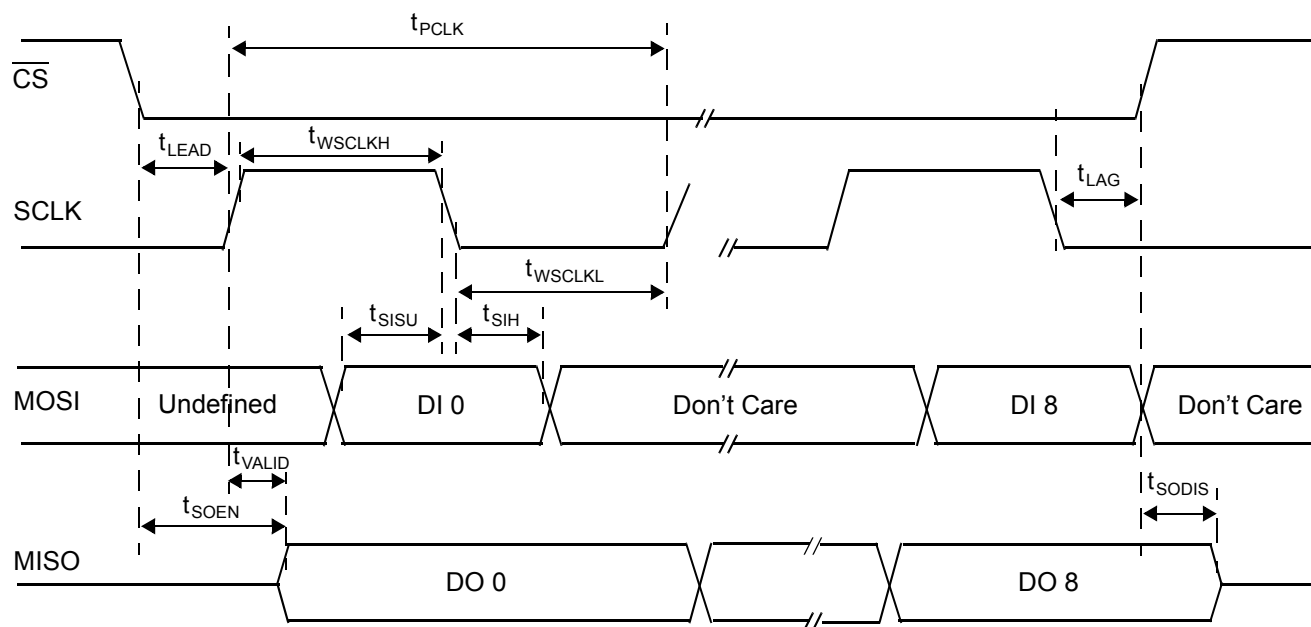 tPCLK
CS
tLEAD
tWSCLKH
tLAG
SCLK
tWSCLKL
tSISU
tSIH
MOSI
Undefined
DI 0
Don't Care
DI 8
Don't Care
tVALID
tSODIS
tSOEN
MISO
DO 0
DO 8